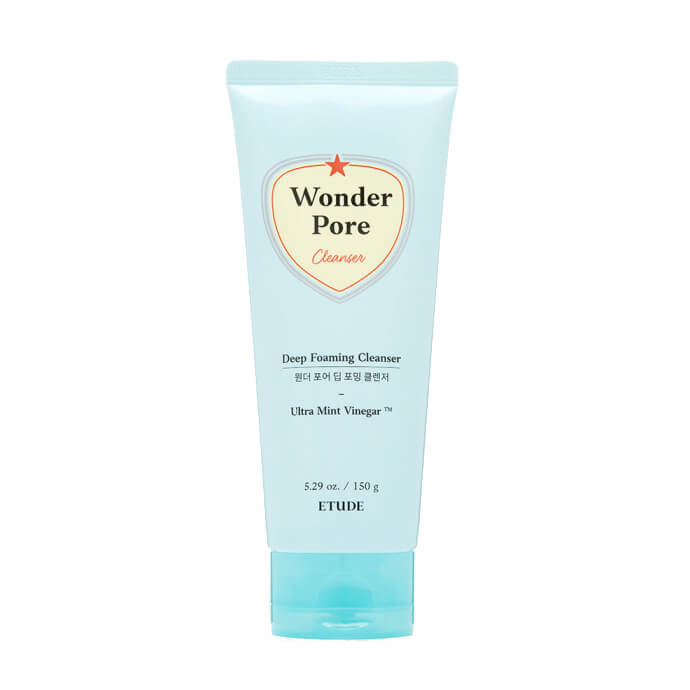 Wonder
Pore
Cleanser
Deep Foaming Cleanser
원더 포어 딥 포밍 클렌저
–
Ultra Mint Vinegar ™
5.29 oz. / 150 g
ETUDE